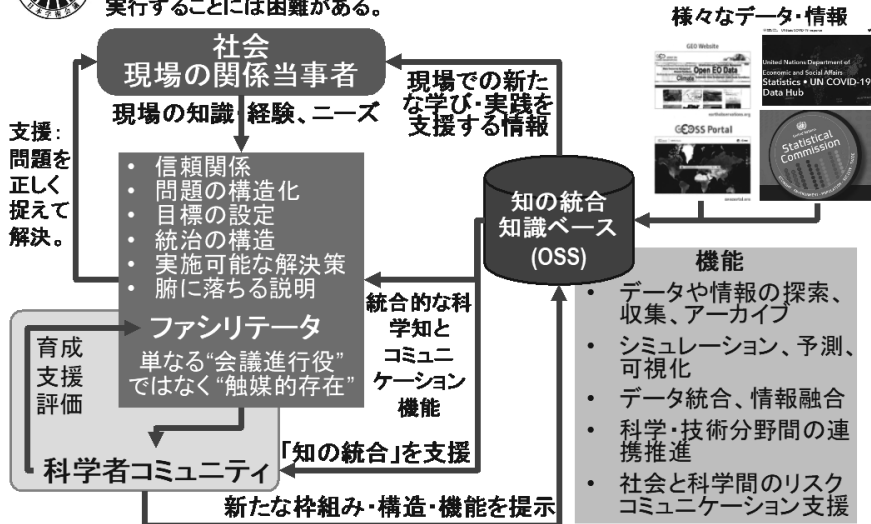 実行することには困難がある。
日本学術会議
様々なデータ・情報
社会
現場の関係当事者
現場の知識・経験、ニーズ
現場での新た
な学び・実践を
支援する情報
支援：
問題を
正しく
捉えて
解決。
• 信頼関係
• 問題の構造化
• 目標の設定
• 統治の構造
• 実施可能な解決策
• 腑に落ちる説明
ファシリテータ
単なる“会議進行役”
ではなく“触媒的存在”
育成
支援
評価
科学者コミュニティ
統合的な科
学知と
コミュニ
ケーション
機能
「知の統合」を支援
新たな枠組み・構造・機能を提示
知の統合
知識ベース
(OSS)
GEO Website
Open EO Data
Climate
earthobservations.org
GEOSS Portal
geoportal.org
United Nations Department of
Economic and Social Affairs
Statistics • UN COVID-19
Data Hub
Statistical
Commission
機能
• データや情報の探索、
収集、アーカイブ
• シミュレーション、予測、
可視化
• データ統合、情報融合
• 科学・技術分野間の連
携推進
• 社会と科学間のリスク
コミュニケーション支援